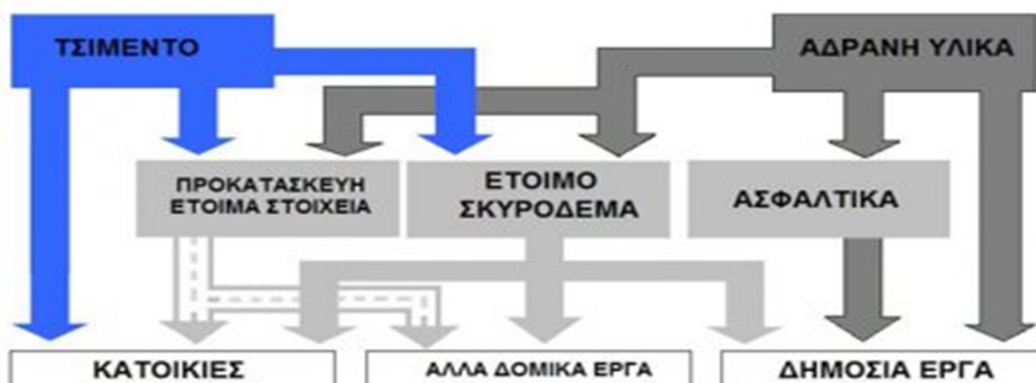 ΤΣΙΜΕΝΤΟ
ΑΔΡΑΝΗ ΥΛΙΚΑ
ΠΡΟΚΑΤΑΣΚΕΥΗ
ΕΤΟΙΜΑ ΣΤΟΙΧΕΙΑ
ΕΤΟΙΜΟ
ΣΚΥΡΟΔΕΜΑ
ΑΣΦΑΛΤΙΚΑ
ΚΑΤΟΙΚΙΕΣ
ΑΛΛΑ ΔΟΜΙΚΑ ΕΡΓΑ
ΔΗΜΟΣΙΑ ΕΡΓΑ